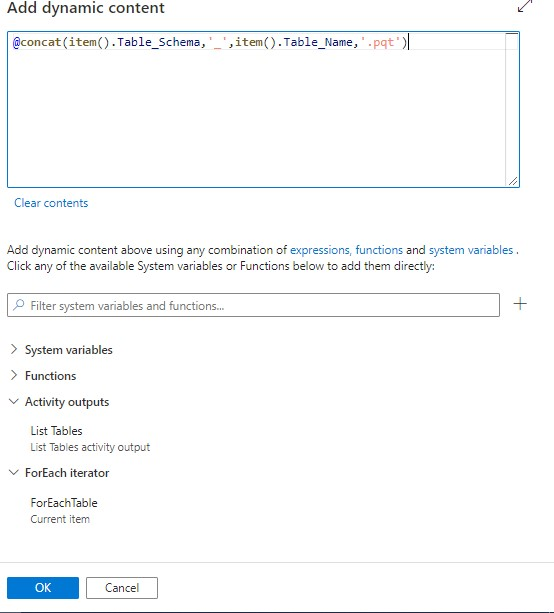 Add dynamic content
@concat(item().Table_Schema,'_',item().Table_Name,'.pqt')
Clear contents
Add dynamic content above using any combination of expressions, functions and system variables .
Click any of the available System variables or Functions below to add them directly:
Filter system variables and functions...
System variables
Functions
Activity outputs
List Tables
List Tables activity output
ForEach iterator
ForEachTable
Current item
OK
Cancel